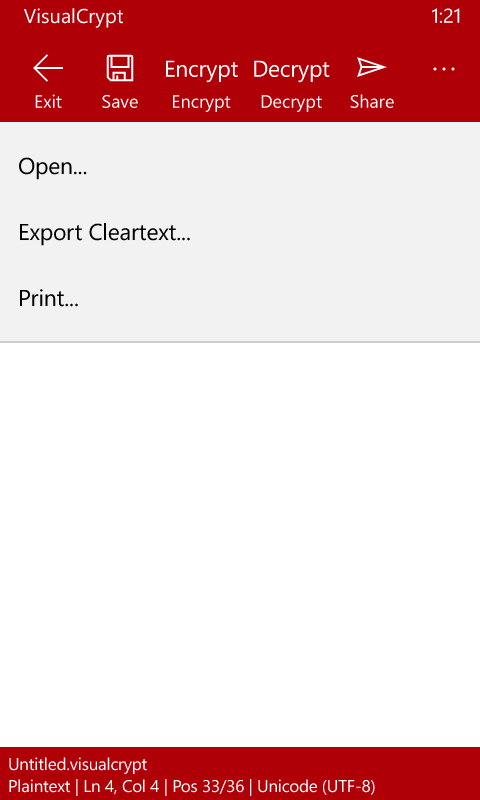 VisualCrypt 1:21
Encrypt Decrypt ...
Exit Save Encrypt Decrypt Share
Open...
Export Cleartext...
Print...
Untitled.visualcrypt
Plaintext | Ln 4, Col 4 | Pos 33/36 | Unicode (UTF-8)